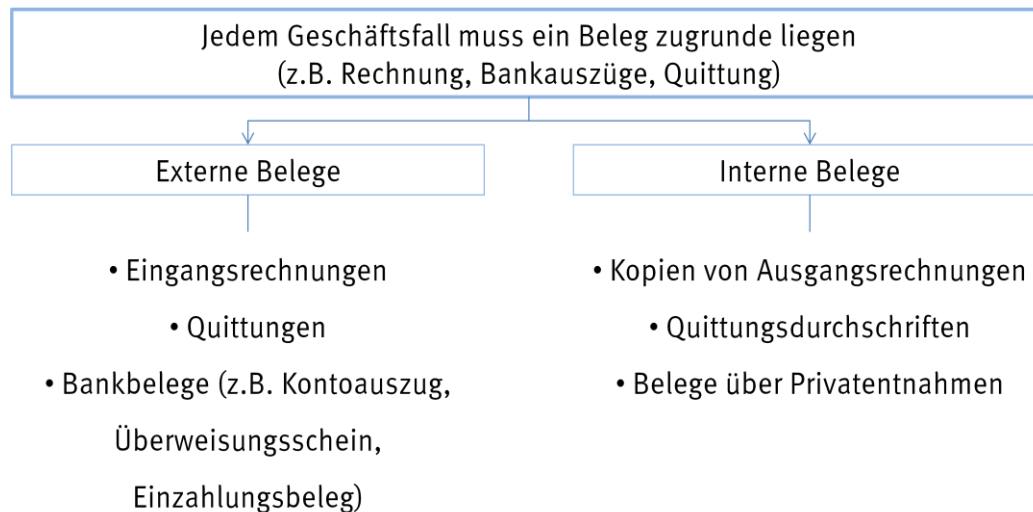 Jedem Geschäftsfall muss ein Beleg zugrunde liegen
(z.B. Rechnung, Bankauszüge, Quittung)
Externe Belege
• Eingangsrechnungen
• Quittungen
• Bankbelege (z.B. Kontoauszug,
Überweisungsschein,
Einzahlungsbeleg)
Interne Belege
• Kopien von Ausgangsrechnungen
• Quittungsdurchschriften
• Belege über Privatentnahmen